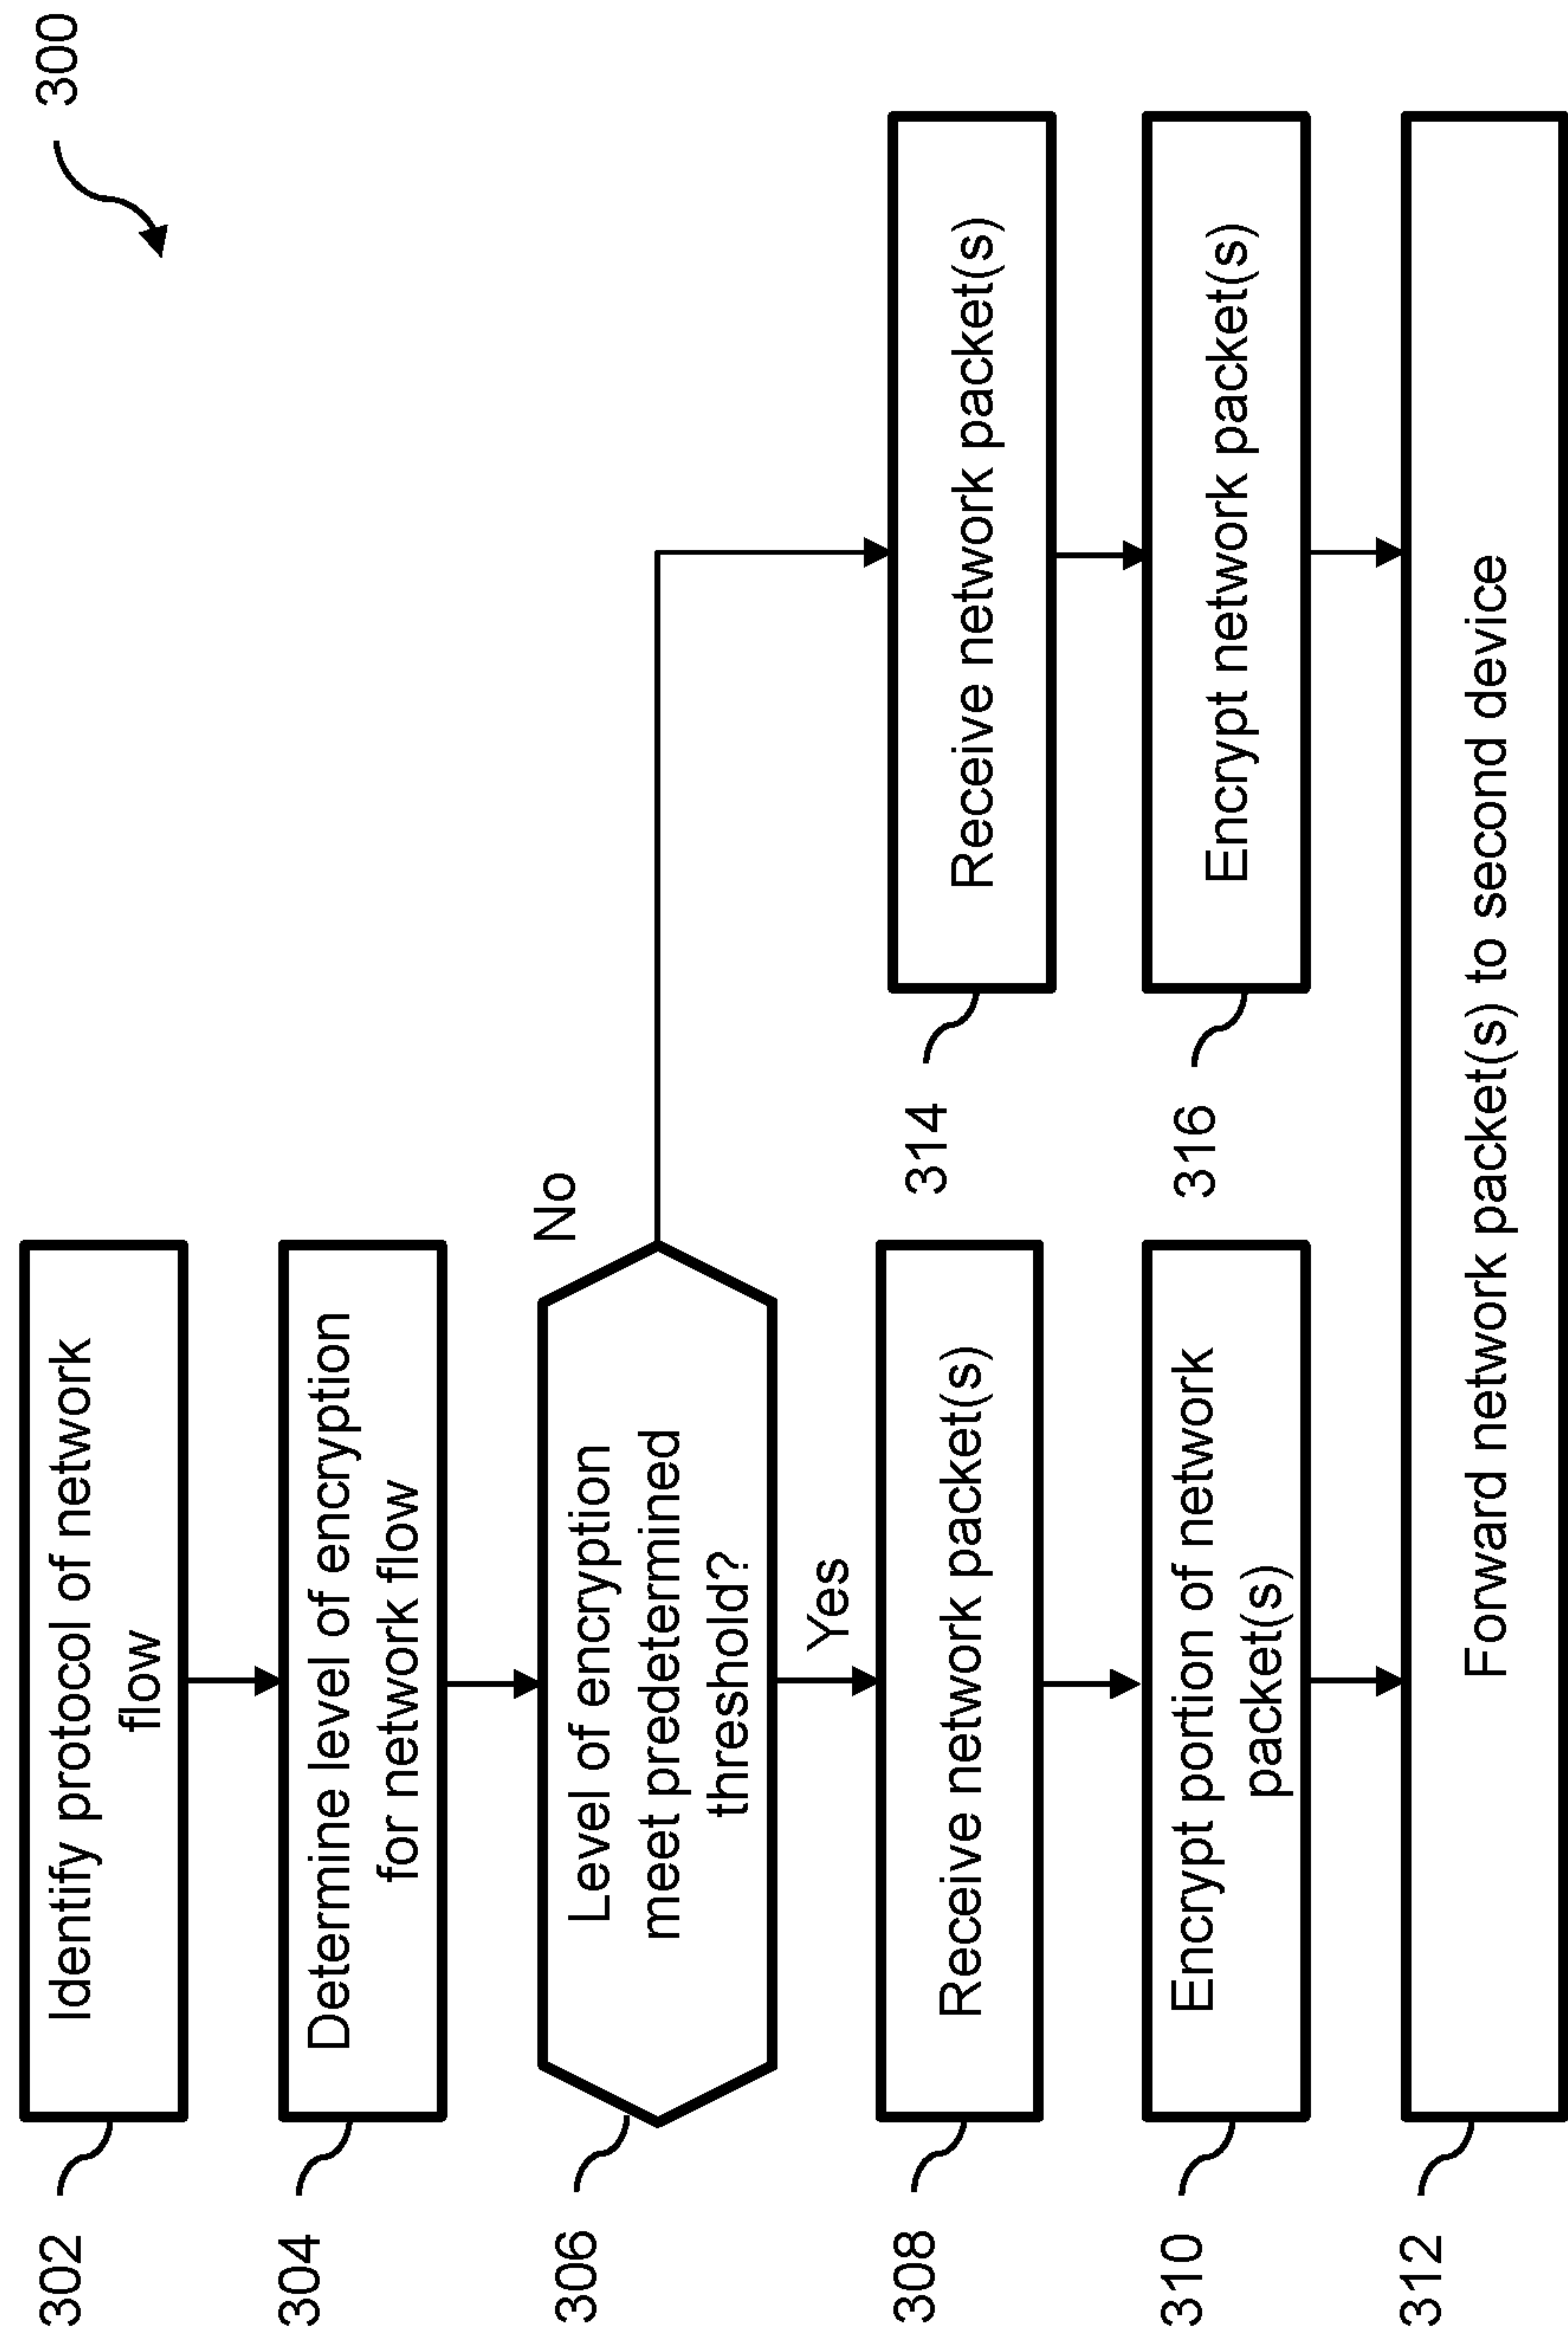 300
302
Identify protocol of network
flow
304
Determine level of encryption
for network flow
306
Level of encryption
meet predetermined
threshold?
No
Yes
308
Receive network packet(s)
314
Receive network packet(s)
310
Encrypt portion of network
packet(s)
316
Encrypt network packet(s)
312
Forward network packet(s) to second device